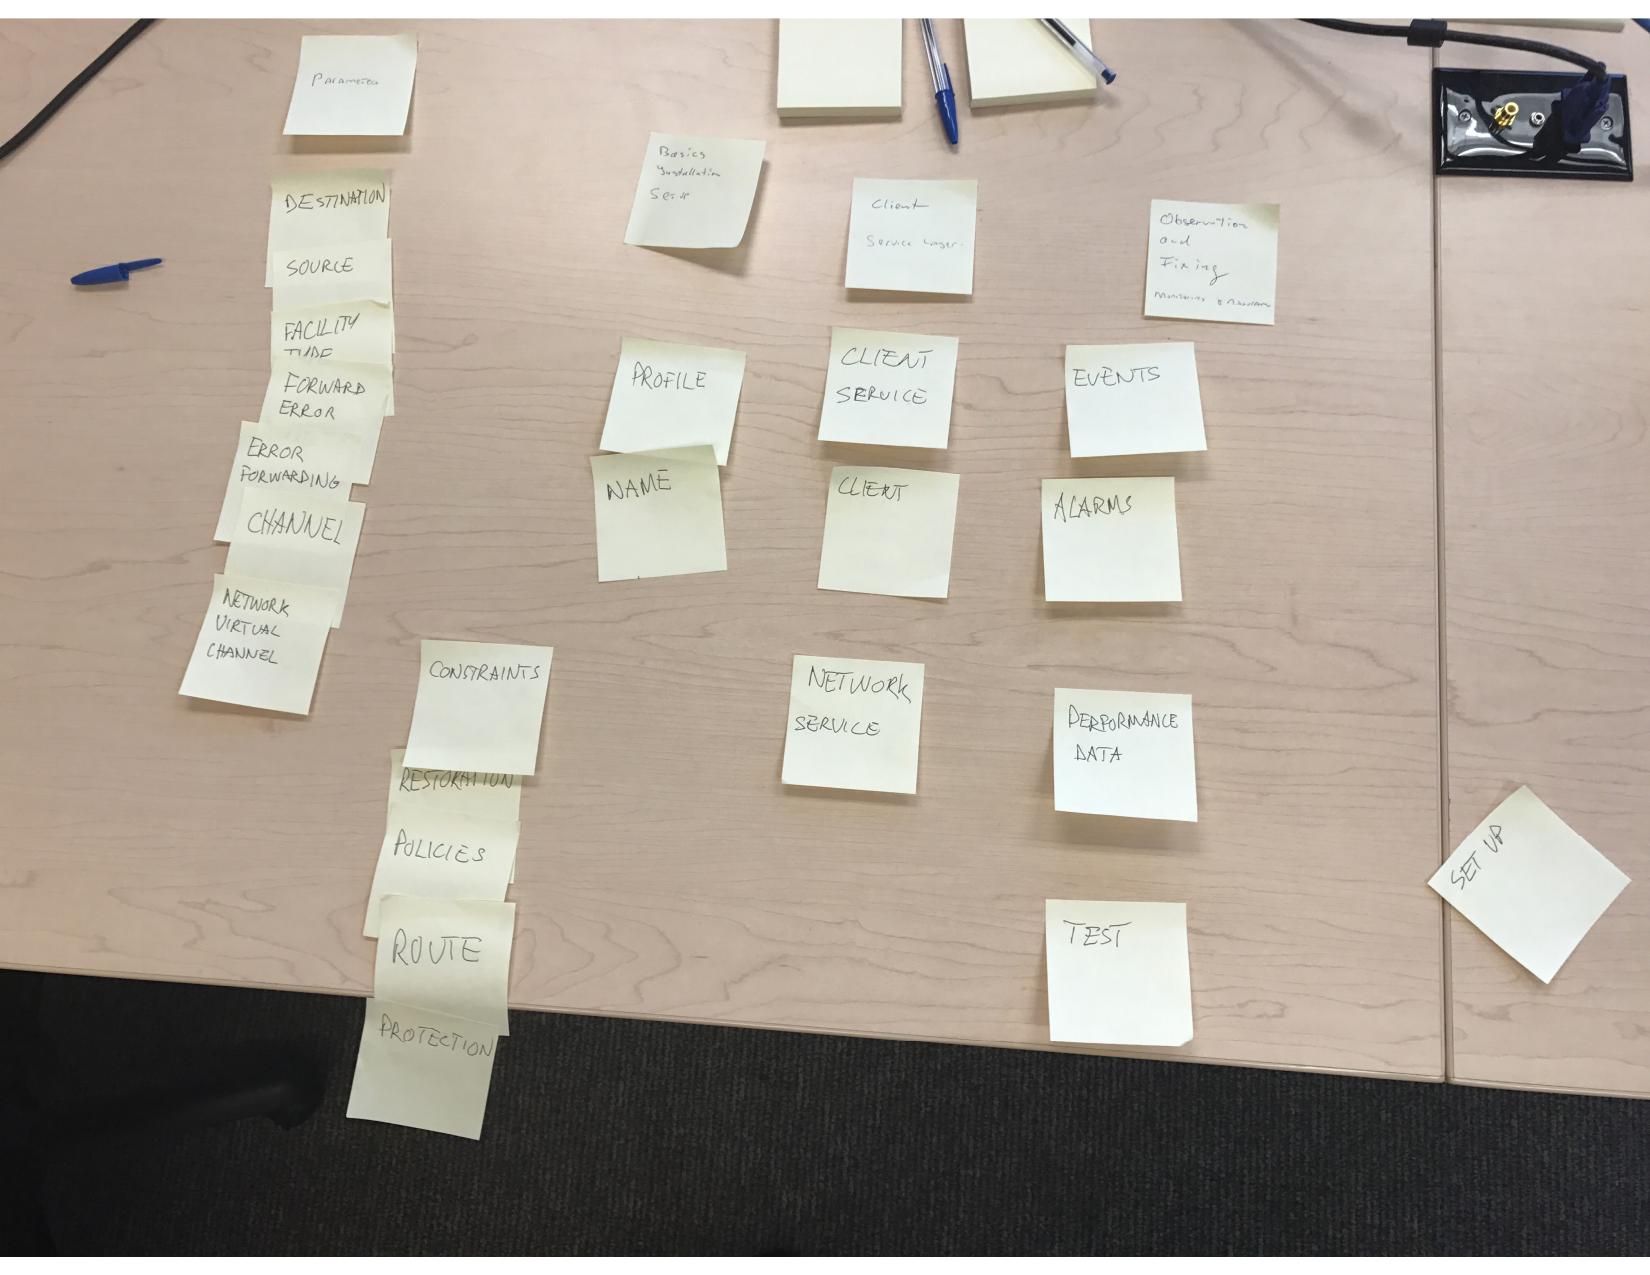 Parameter
DESTINATION
SOURCE
FACILITY
TYPE
FORWARD
ERROR
ERROR
FORWARDING
CHANNEL
NETWORK
VIRTUAL
CHANNEL
CONSTRAINTS
RESTORATION
POLICIES
ROUTE
PROTECTION
Basics
Installation
Setup
PROFILE
NAME
Client
Service Layer
CLIENT
SERVICE
CLIENT
NETWORK
SERVICE
Observation
and
Fixing
Monitoring &
EVENTS
ALARMS
PERFORMANCE
DATA
TEST
SET UP